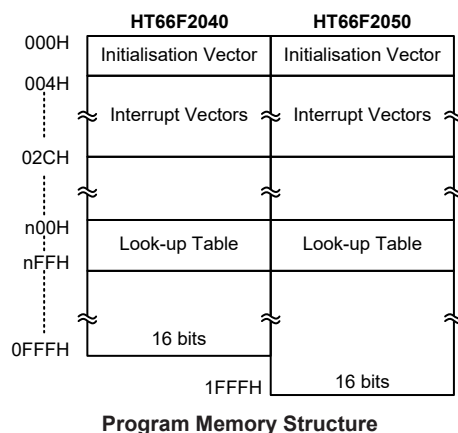 HT66F2040 HT66F2050
000H Initialisation Vector Initialisation Vector
004H
Interrupt Vectors Interrupt Vectors
02CH
n00H
Look-up Table Look-up Table
nFFH
16 bits
0FFFH
1FFFH 16 bits
Program Memory Structure